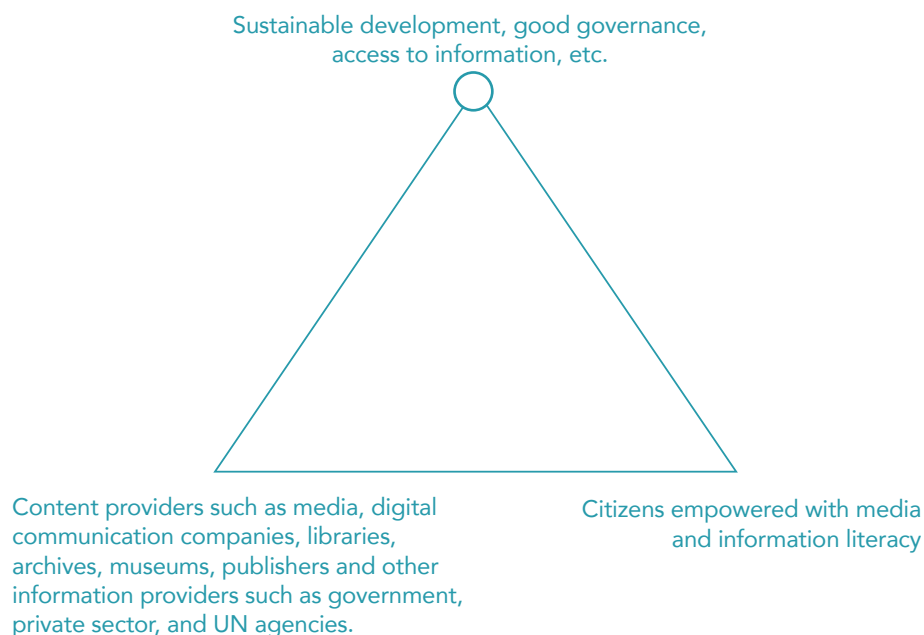 Sustainable development, good governance,
access to information, etc.
Content providers such as media, digital
communication companies, libraries,
archives, museums, publishers and other
information providers such as government,
private sector, and UN agencies.
Citizens empowered with media
and information literacy